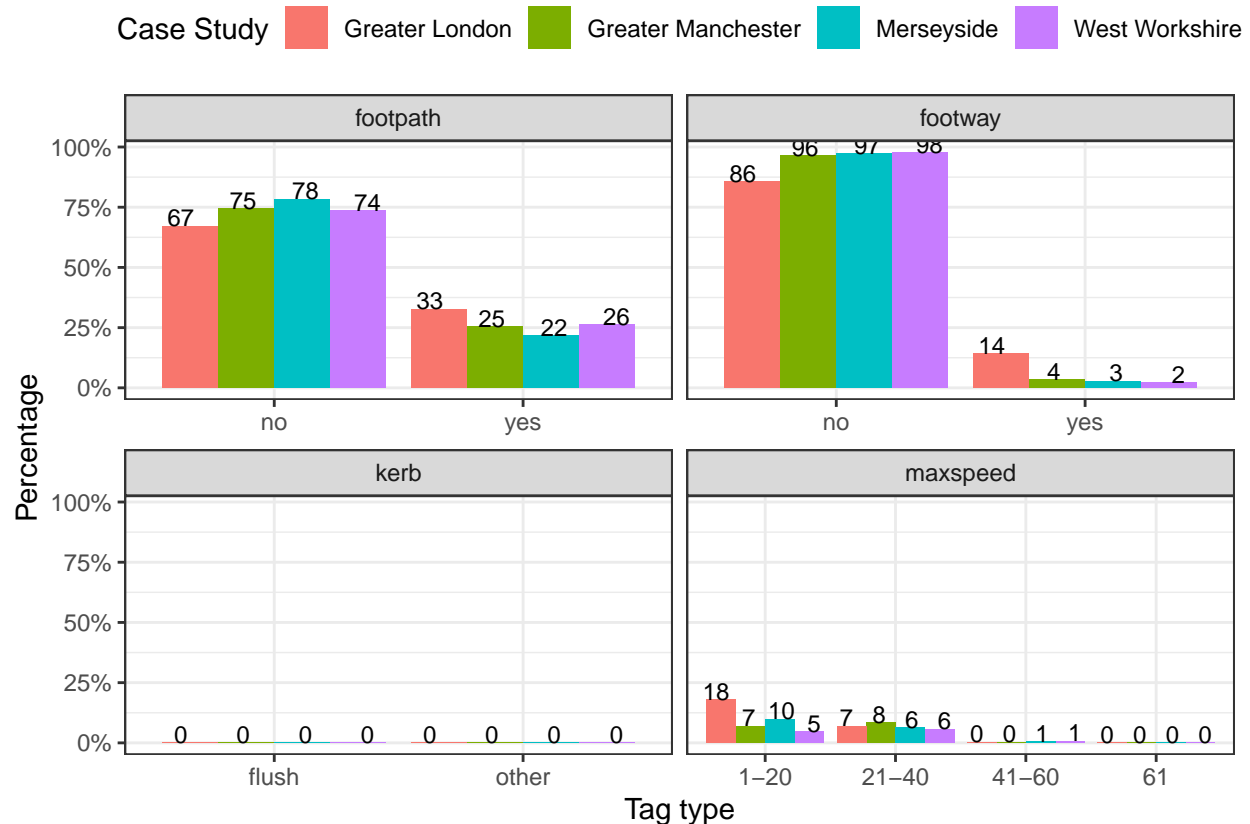 Case Study Greater London Greater Manchester Merseyside West Workshire
footpath footway
100%
75%
50%
25%
0%
67 75 78 74 33 25 22 26
86 96 97 98 14 4 3 2
no yes no yes
kerb maxspeed
100%
75%
50%
25%
0%
0 0 0 0 0 0 0 0
18 7 10 5 7 8 6 6 0 0 1 1 0 0 0 0
flush other 1–20 21–40 41–60 61
Percentage
Tag type